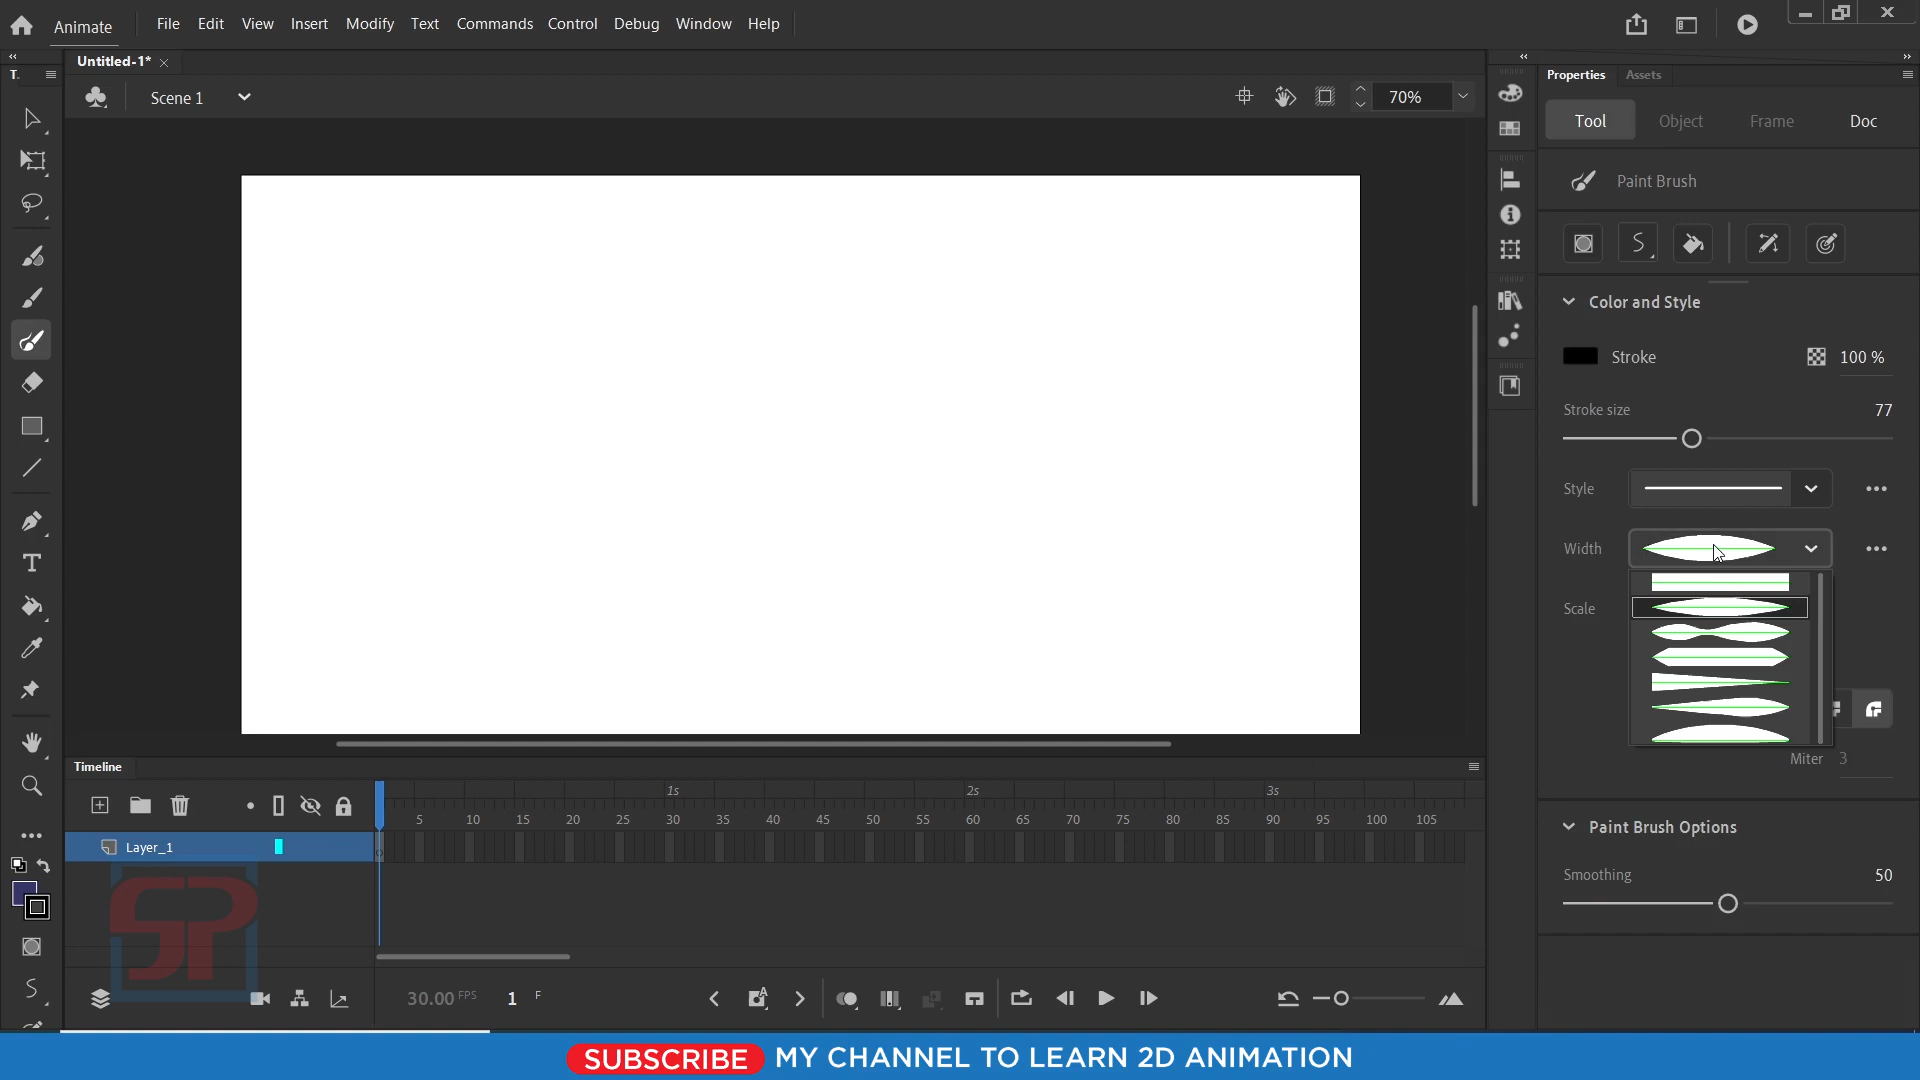 Animate File Edit View Insert Modify Text Commands Control Debug Window Help
T.
Untitled-1*
Scene 1
70%
Properties Assets
Tool Object Frame Doc
Paint Brush
Color and Style
Stroke 100 %
Stroke size 77
Style
Width
Scale
Miter 3
Paint Brush Options
Smoothing 50
Timeline
1s 2s 3s
5 10 15 20 25 30 35 40 45 50 55 60 65 70 75 80 85 90 95 100 105
Layer_1
SP
30.00 FPS 1 F
SUBSCRIBE MY CHANNEL TO LEARN 2D ANIMATION